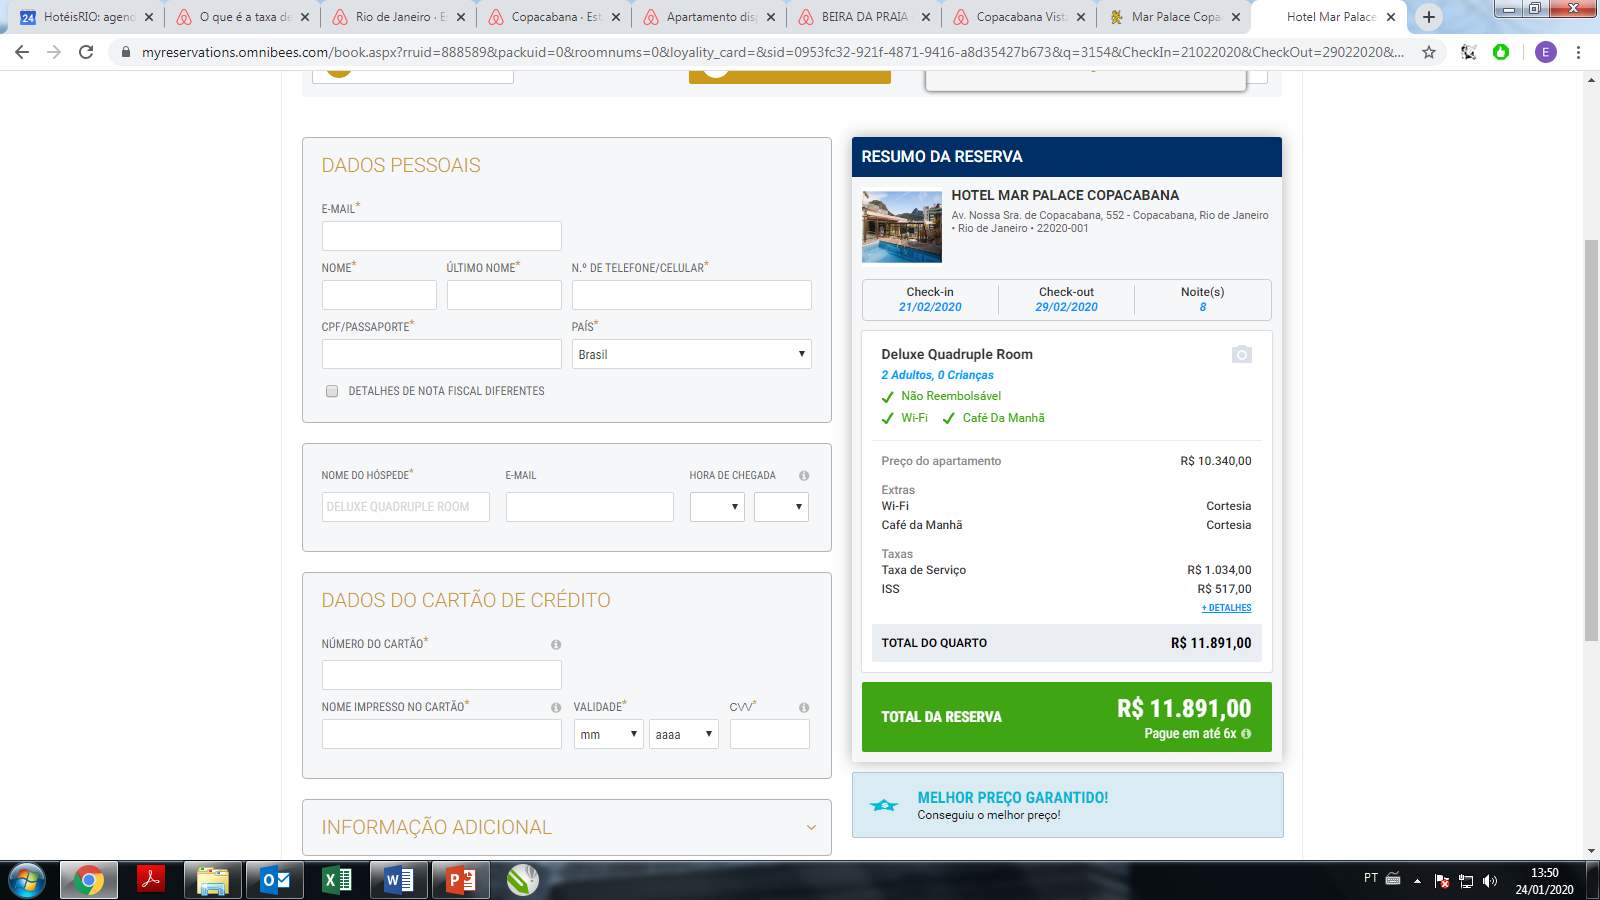 HotéisRIO: agend
O que é a taxa de
Rio de Janeiro · E
Copacabana · Est
Apartamento disp
BEIRA DA PRAIA
Copacabana Vista
Mar Palace Copa
Hotel Mar Palace
myreservations.omnibees.com/book.aspx?rruid=888589&packuid=0&roomnums=0&loyality_card=&sid=0953fc32-921f-4871-9416-a8d35427b673&q=3154&CheckIn=21022020&CheckOut=29022020&...
E
DADOS PESSOAIS
E-MAIL*
NOME* ÚLTIMO NOME* N.º DE TELEFONE/CELULAR*
CPF/PASSAPORTE* PAÍS*
Brasil
DETALHES DE NOTA FISCAL DIFERENTES
NOME DO HÓSPEDE* E-MAIL HORA DE CHEGADA
DELUXE QUADRUPLE ROOM
DADOS DO CARTÃO DE CRÉDITO
NÚMERO DO CARTÃO*
NOME IMPRESSO NO CARTÃO* VALIDADE* CVV*
mm aaaa
INFORMAÇÃO ADICIONAL
RESUMO DA RESERVA
HOTEL MAR PALACE COPACABANA
Av. Nossa Sra. de Copacabana, 552 - Copacabana, Rio de Janeiro
• Rio de Janeiro • 22020-001
Check-in Check-out Noite(s)
21/02/2020 29/02/2020 8
Deluxe Quadruple Room
2 Adultos, 0 Crianças
Não Reembolsável
Wi-Fi Café Da Manhã
Preço do apartamento R$ 10.340,00
Extras
Wi-Fi Cortesia
Café da Manhã Cortesia
Taxas
Taxa de Serviço R$ 1.034,00
ISS R$ 517,00
+ DETALHES
TOTAL DO QUARTO R$ 11.891,00
TOTAL DA RESERVA R$ 11.891,00
Pague em até 6x
MELHOR PREÇO GARANTIDO!
Conseguiu o melhor preço!
PT
13:50
24/01/2020